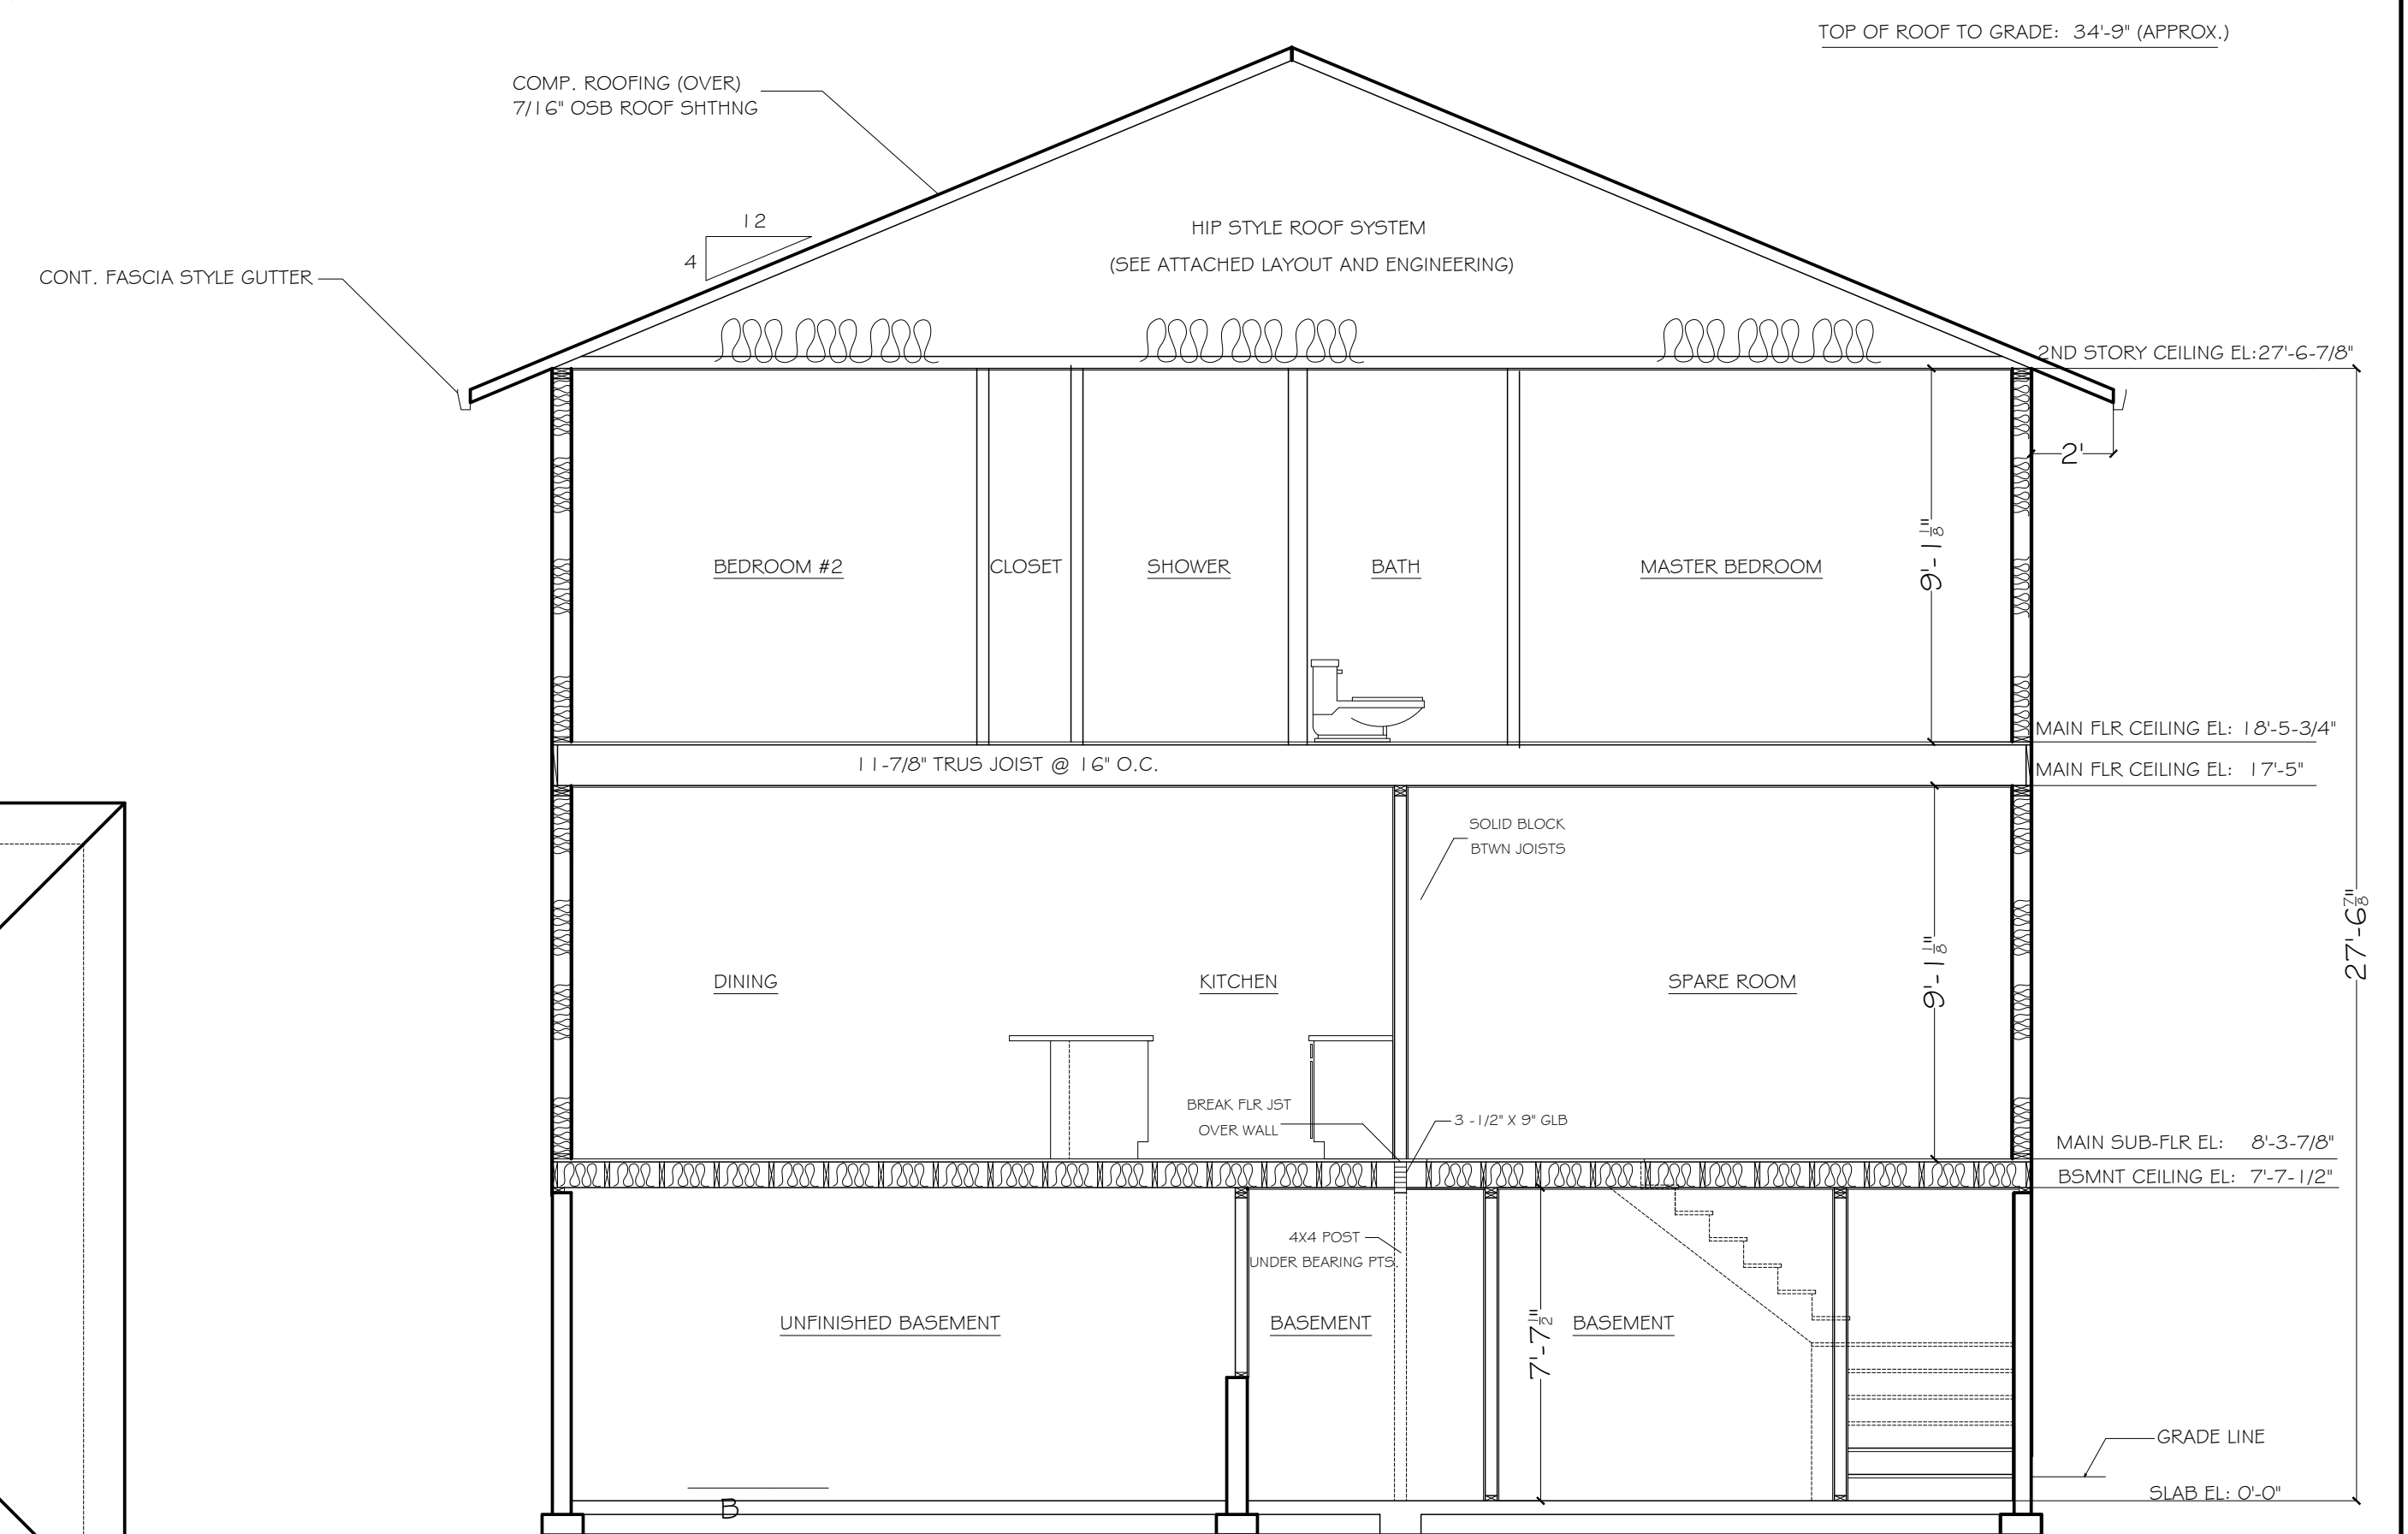 TOP OF ROOF TO GRADE: 34'-9" (APPROX.)
COMP. ROOFING (OVER)
7/16" OSB ROOF SHTHNG
12
4
HIP STYLE ROOF SYSTEM
(SEE ATTACHED LAYOUT AND ENGINEERING)
CONT. FASCIA STYLE GUTTER
2ND STORY CEILING EL:27'-6-7/8"
2'
9'-1 1/8"
BEDROOM #2
CLOSET
SHOWER
BATH
MASTER BEDROOM
MAIN FLR CEILING EL: 18'-5-3/4"
11-7/8" TRUS JOIST @ 16" O.C.
MAIN FLR CEILING EL: 17'-5"
SOLID BLOCK
BTWN JOISTS
27'-6 7/8"
9'-1 1/8"
DINING
KITCHEN
SPARE ROOM
BREAK FLR JST
OVER WALL
3 -1/2" X 9" GLB
MAIN SUB-FLR EL: 8'-3-7/8"
BSMNT CEILING EL: 7'-7-1/2"
4X4 POST
UNDER BEARING PTS.
7'-7 1/2"
UNFINISHED BASEMENT
BASEMENT
BASEMENT
GRADE LINE
SLAB EL: 0'-0"
B